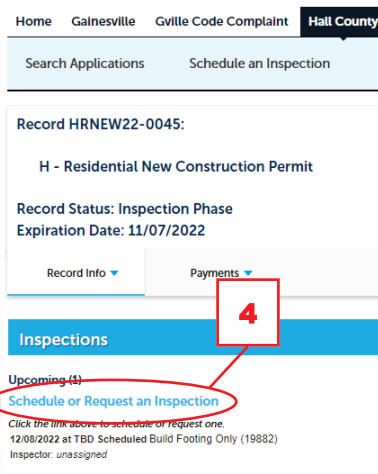 Home Gainesville Gville Code Complaint Hall County
Search Applications Schedule an Inspection
Record HRNEW22-0045:
H - Residential New Construction Permit
Record Status: Inspection Phase
Expiration Date: 11/07/2022
Record Info Payments
4
Inspections
Upcoming (1)
Schedule or Request an Inspection
Click the link above to schedule or request one.
12/08/2022 at TBD Scheduled Build Footing Only (19882)
Inspector: unassigned